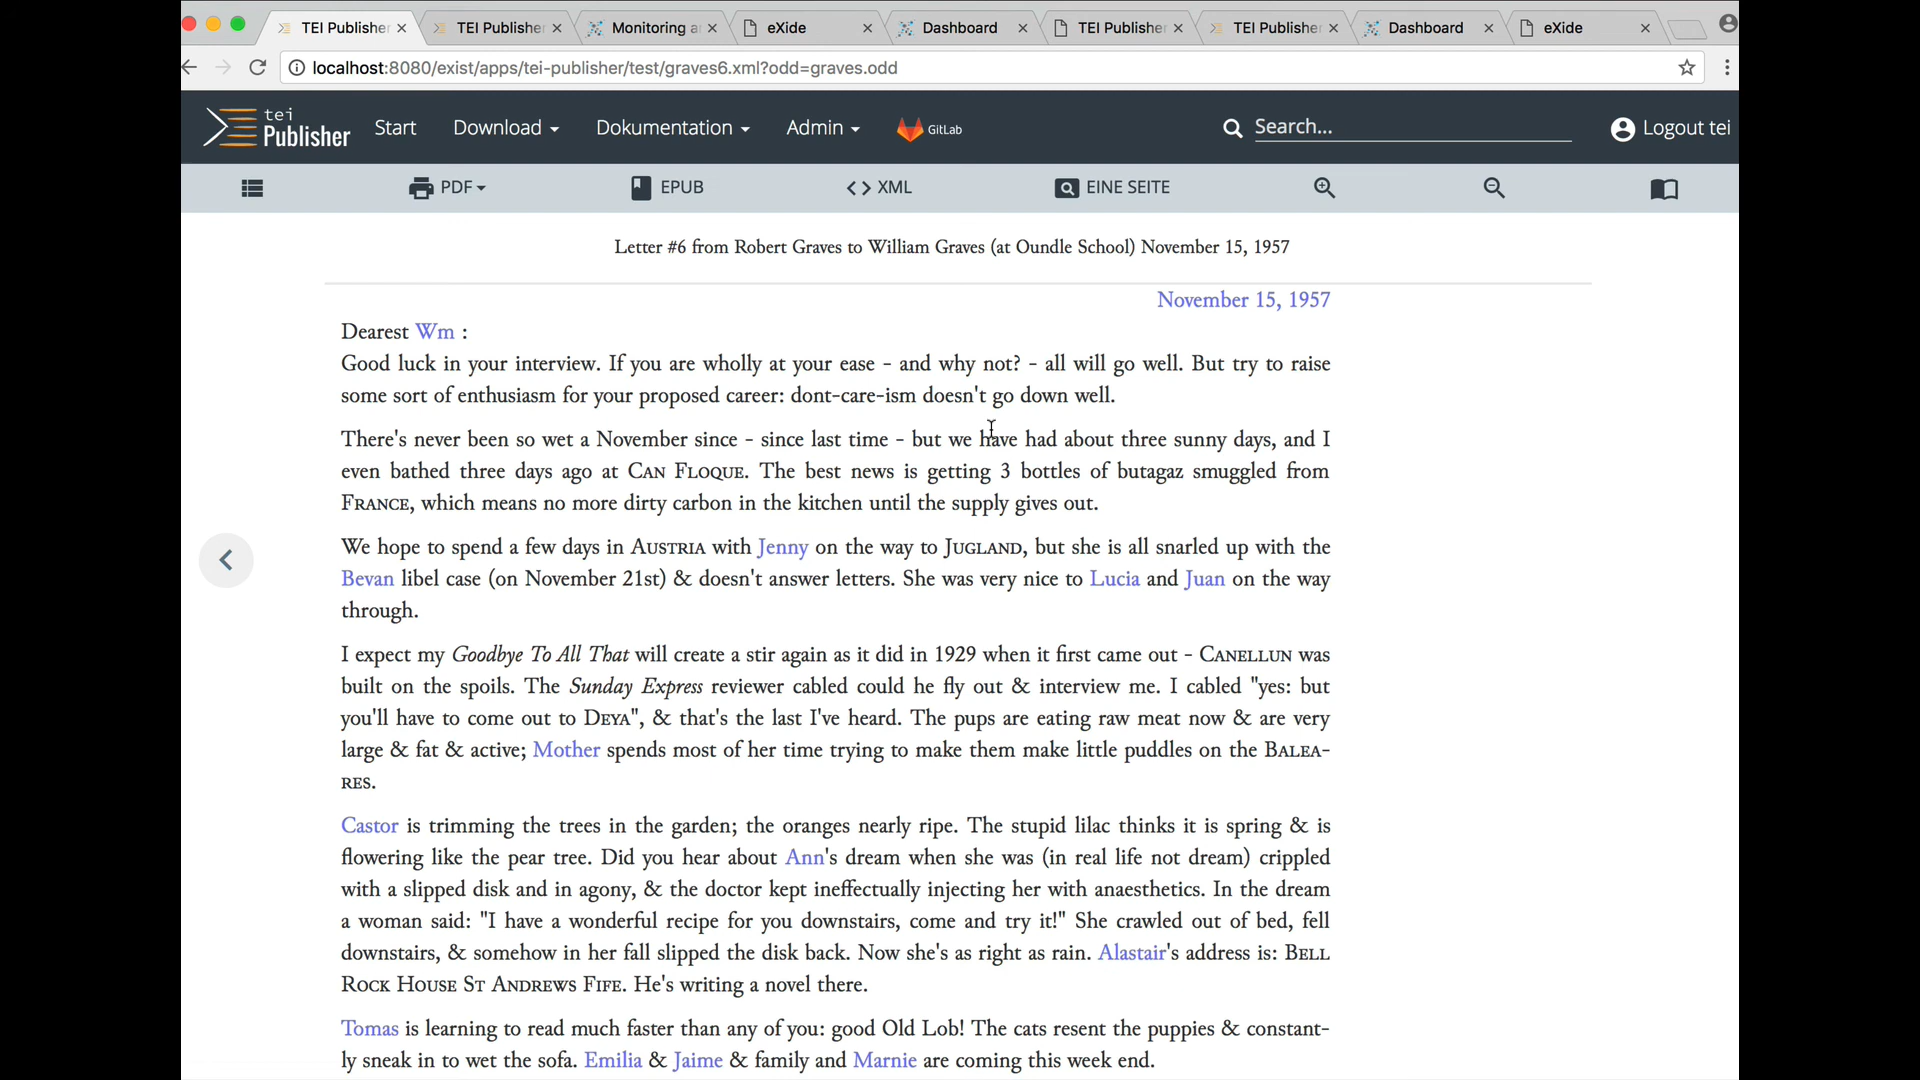 TEI Publisher
TEI Publisher
Monitoring a
eXide
Dashboard
TEI Publisher
TEI Publisher
Dashboard
eXide
localhost:8080/exist/apps/tei-publisher/test/graves6.xml?odd=graves.odd
tei
Publisher
Start
Download
Dokumentation
Admin
GitLab
Search...
Logout tei
PDF
EPUB
XML
EINE SEITE
Letter #6 from Robert Graves to William Graves (at Oundle School) November 15, 1957
November 15, 1957
Dearest Wm :
Good luck in your interview. If you are wholly at your ease - and why not? - all will go well. But try to raise
some sort of enthusiasm for your proposed career: dont-care-ism doesn't go down well.
There's never been so wet a November since - since last time - but we have had about three sunny days, and I
even bathed three days ago at CAN FLOQUE. The best news is getting 3 bottles of butagaz smuggled from
FRANCE, which means no more dirty carbon in the kitchen until the supply gives out.
We hope to spend a few days in AUSTRIA with Jenny on the way to JUGLAND, but she is all snarled up with the
Bevan libel case (on November 21st) & doesn't answer letters. She was very nice to Lucia and Juan on the way
through.
I expect my Goodbye To All That will create a stir again as it did in 1929 when it first came out - CANELLUN was
built on the spoils. The Sunday Express reviewer cabled could he fly out & interview me. I cabled "yes: but
you'll have to come out to DEYA", & that's the last I've heard. The pups are eating raw meat now & are very
large & fat & active; Mother spends most of her time trying to make them make little puddles on the BALEA-
RES.
Castor is trimming the trees in the garden; the oranges nearly ripe. The stupid lilac thinks it is spring & is
flowering like the pear tree. Did you hear about Ann's dream when she was (in real life not dream) crippled
with a slipped disk and in agony, & the doctor kept ineffectually injecting her with anaesthetics. In the dream
a woman said: "I have a wonderful recipe for you downstairs, come and try it!" She crawled out of bed, fell
downstairs, & somehow in her fall slipped the disk back. Now she's as right as rain. Alastair's address is: BELL
ROCK HOUSE ST ANDREWS FIFE. He's writing a novel there.
Tomas is learning to read much faster than any of you: good Old Lob! The cats resent the puppies & constant-
ly sneak in to wet the sofa. Emilia & Jaime & family and Marnie are coming this week end.